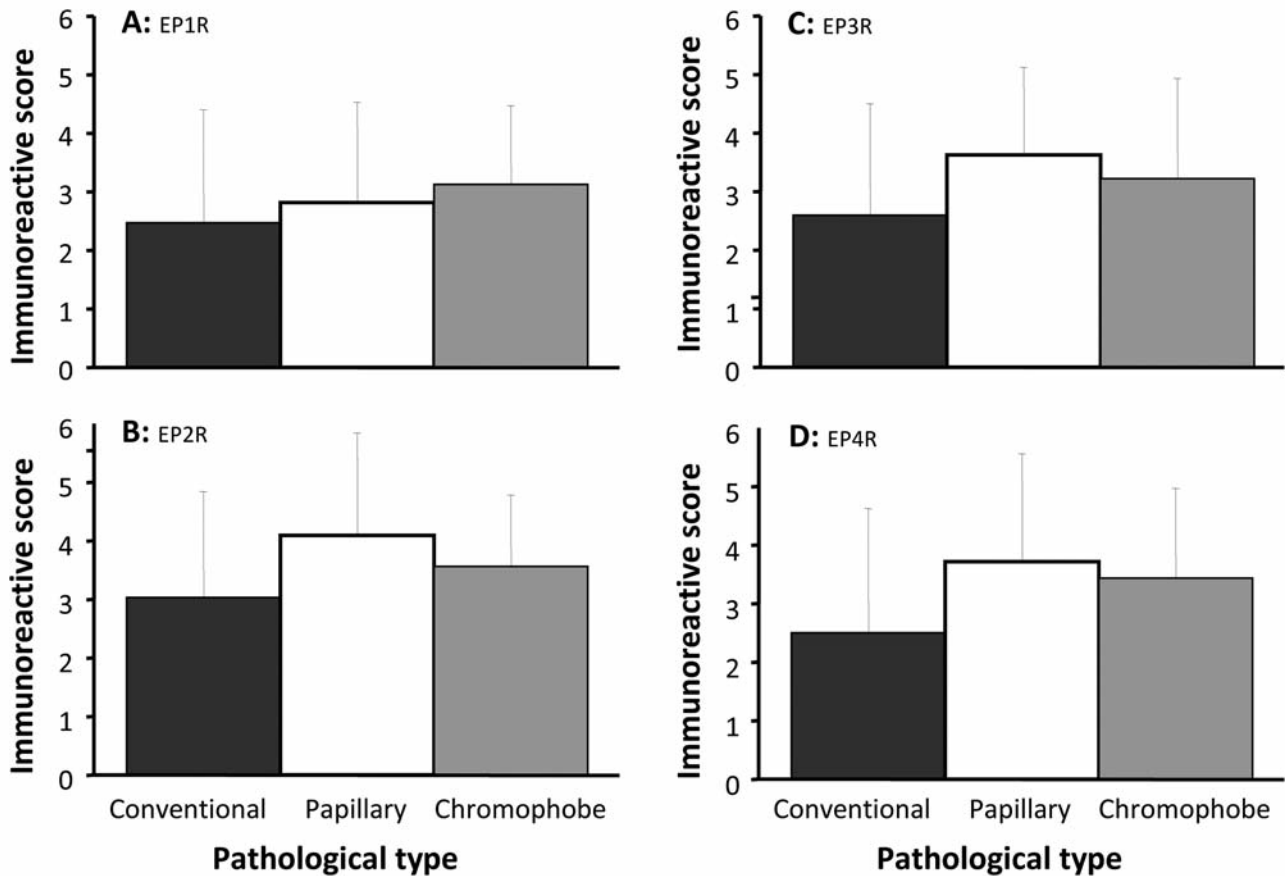 A: EP1R
Immunoreactive score
6
5
4
3
2
1
0
B: EP2R
Immunoreactive score
6
5
4
3
2
1
0
Conventional Papillary Chromophobe
Pathological type
C: EP3R
Immunoreactive score
6
5
4
3
2
1
0
D: EP4R
Immunoreactive score
6
5
4
3
2
1
0
Conventional Papillary Chromophobe
Pathological type